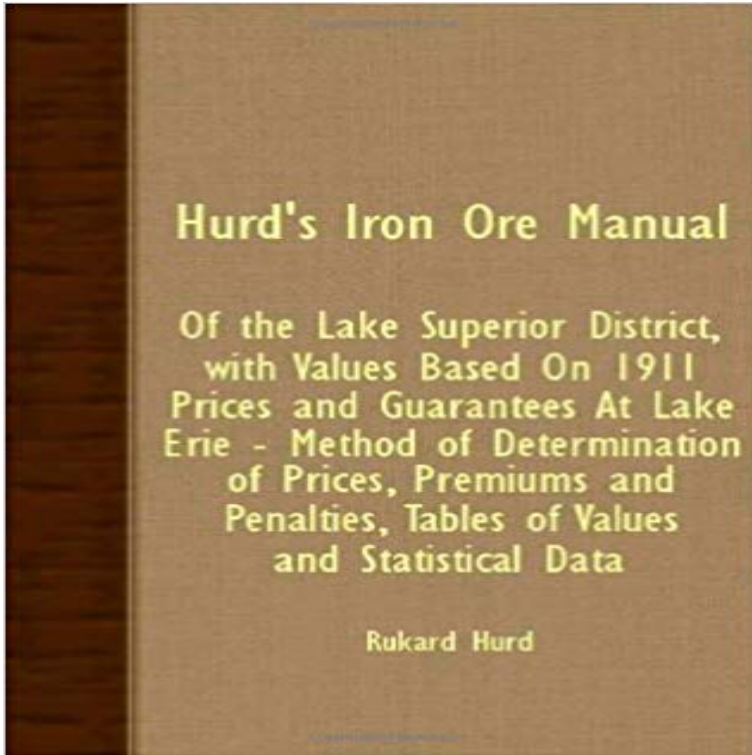 Hurd's Iron Ore Manual
Of the Lake Superior District,
with Values Based On 1911
Prices and Guarantees At Lake
Erie - Method of Determination
of Prices, Premiums and
Penalties, Tables of Values
and Statistical Data
Rukard Hurd